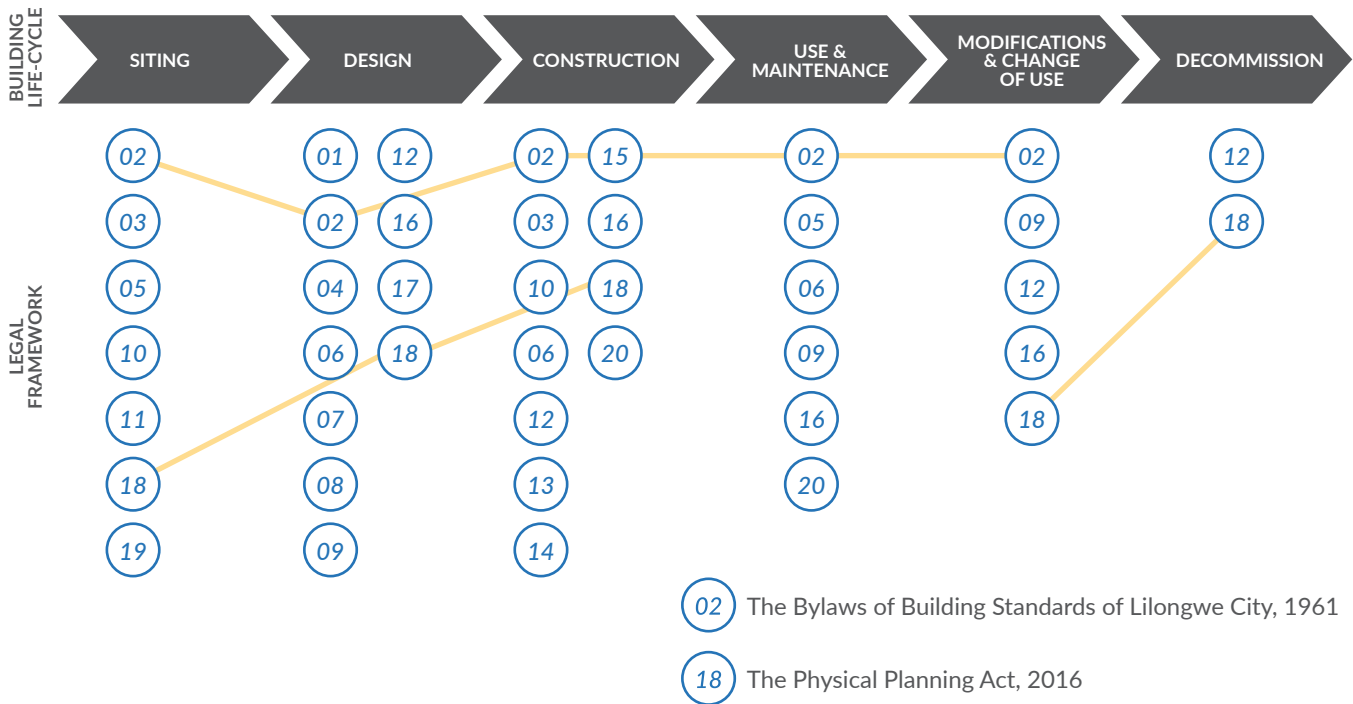 BUILDING
LIFE-CYCLE
SITING
DESIGN
CONSTRUCTION
USE &
MAINTENANCE
MODIFICATIONS
& CHANGE
OF USE
DECOMMISSION
LEGAL
FRAMEWORK
02 01 12 02 15 02 02 12
03 02 16 03 16 05 09 18
05 04 17 10 18 06 12
10 06 18 06 20 09 16
11 07 12 16 18
18 08 13 20
19 09 14
02 The Bylaws of Building Standards of Lilongwe City, 1961
18 The Physical Planning Act, 2016